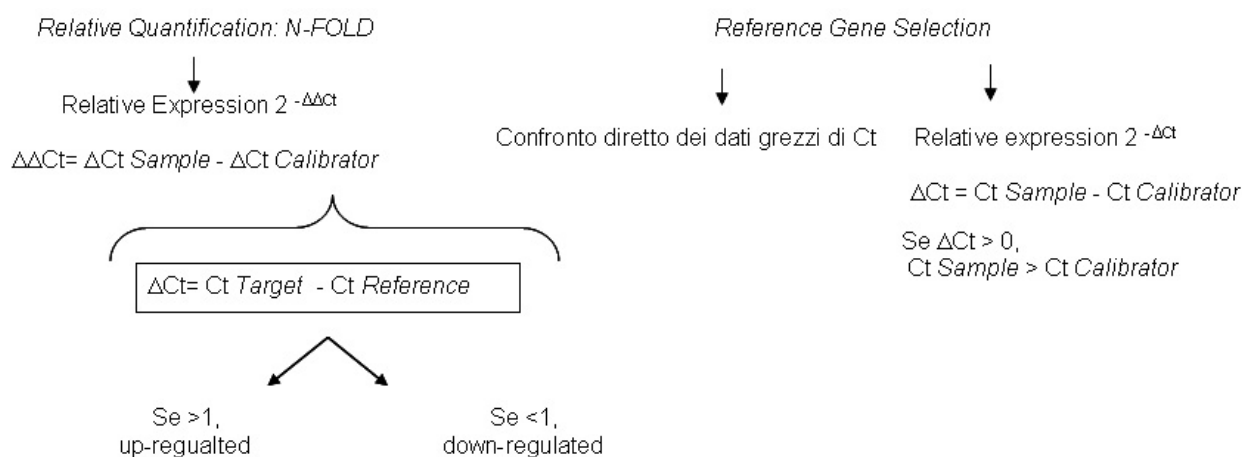 Relative Quantification: N-FOLD
Relative Expression 2 -ΔΔCt
ΔΔCt= ΔCt Sample - ΔCt Calibrator
ΔCt= Ct Target - Ct Reference
Se >1,
up-regualted
Se <1,
down-regulated
Reference Gene Selection
Confronto diretto dei dati grezzi di Ct
Relative expression 2 -ΔCt
ΔCt = Ct Sample - Ct Calibrator
Se ΔCt > 0,
Ct Sample > Ct Calibrator